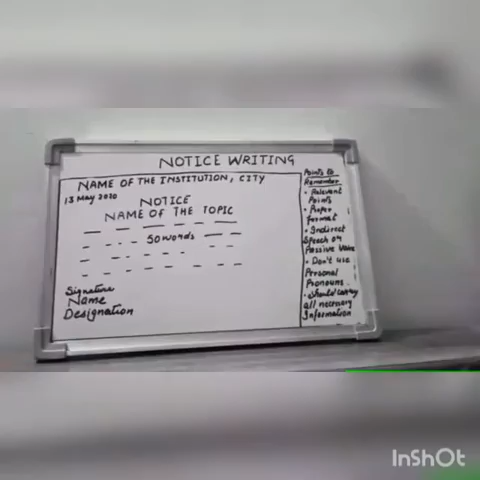 NOTICE WRITING
NAME OF THE INSTITUTION, CITY
13 May 2020
NOTICE
NAME OF THE TOPIC
50 words
Signature
Name
Designation
Points to
Remember
• Relevent
Points
• Proper
format
• Indirect
Speech or
Passive Voice
• Don't use
Personal
Pronouns.
• should carry
all necessary
Information
InShOt